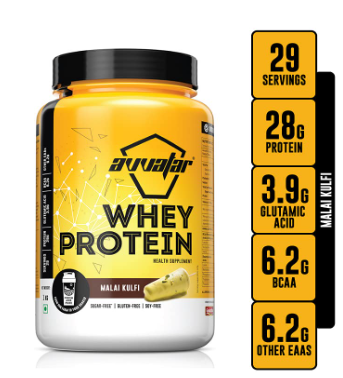 avvatar
WHEY
PROTEIN
HEALTH SUPPLEMENT
MALAI KULFI
SUGAR-FREE* | GLUTEN-FREE | SOY-FREE
29
SERVINGS
28G
PROTEIN
3.9G
GLUTAMIC
ACID
6.2G
BCAA
6.2G
OTHER EAAS
MALAI KULFI